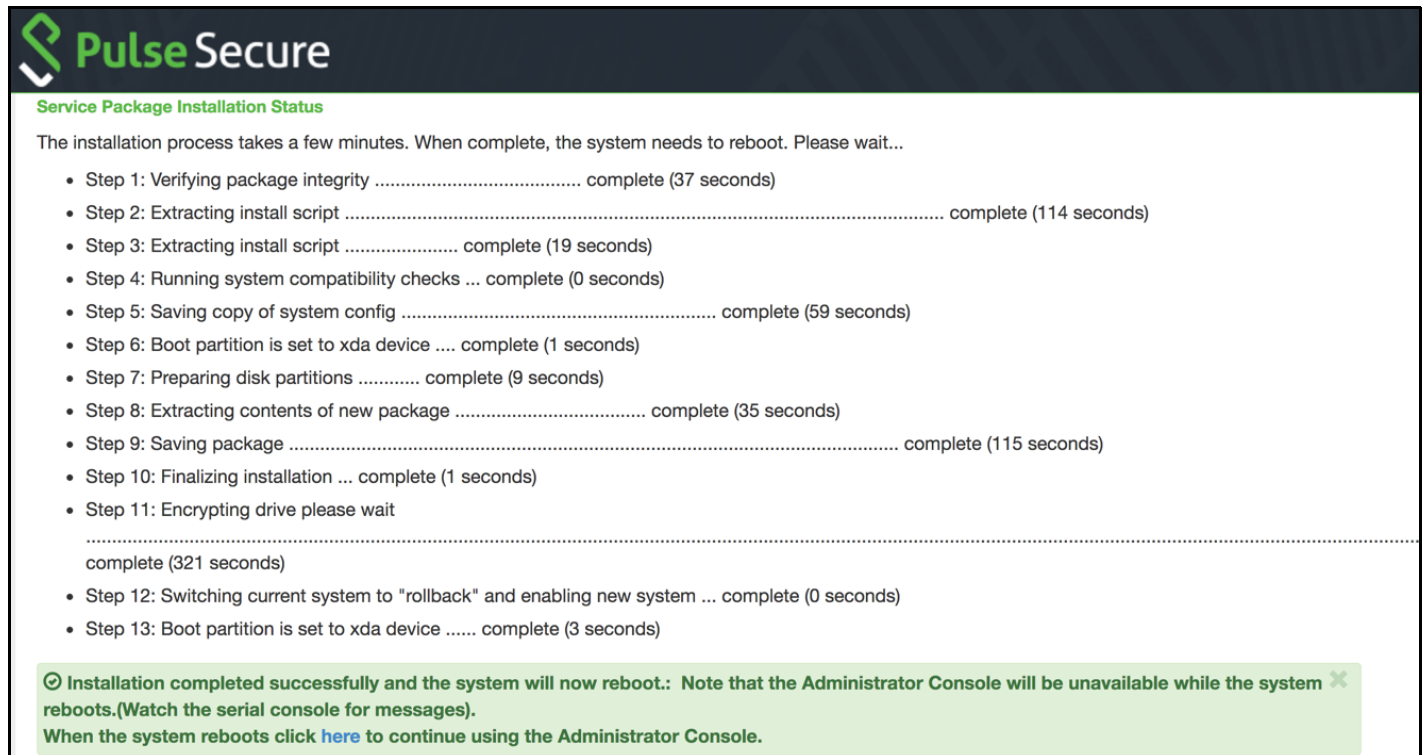 Pulse Secure
Service Package Installation Status
The installation process takes a few minutes. When complete, the system needs to reboot. Please wait...
• Step 1: Verifying package integrity ........................................ complete (37 seconds)
• Step 2: Extracting install script ..................................................................................................................... complete (114 seconds)
• Step 3: Extracting install script ...................... complete (19 seconds)
• Step 4: Running system compatibility checks ... complete (0 seconds)
• Step 5: Saving copy of system config .............................................................. complete (59 seconds)
• Step 6: Boot partition is set to xda device .... complete (1 seconds)
• Step 7: Preparing disk partitions ............ complete (9 seconds)
• Step 8: Extracting contents of new package ..................................... complete (35 seconds)
• Step 9: Saving package ....................................................................................................................... complete (115 seconds)
• Step 10: Finalizing installation ... complete (1 seconds)
• Step 11: Encrypting drive please wait
....................................................................................................................................................................................................................................................................
complete (321 seconds)
• Step 12: Switching current system to "rollback" and enabling new system ... complete (0 seconds)
• Step 13: Boot partition is set to xda device ...... complete (3 seconds)
Installation completed successfully and the system will now reboot.: Note that the Administrator Console will be unavailable while the system
reboots.(Watch the serial console for messages).
When the system reboots click here to continue using the Administrator Console.